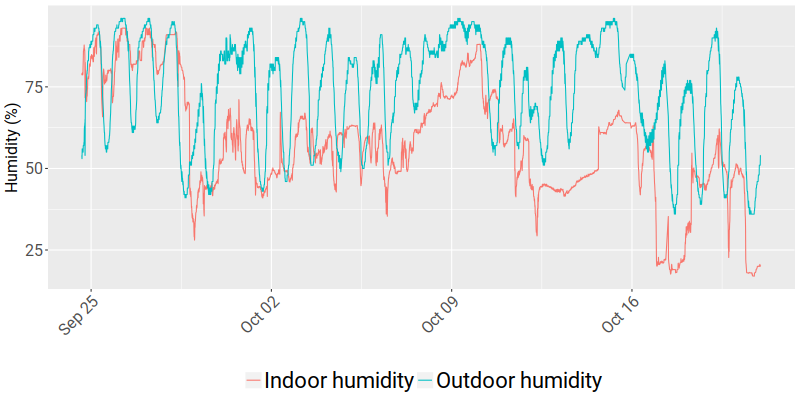 Humidity (%)
75
50
25
Sep 25
Oct 02
Oct 09
Oct 16
Indoor humidity
Outdoor humidity